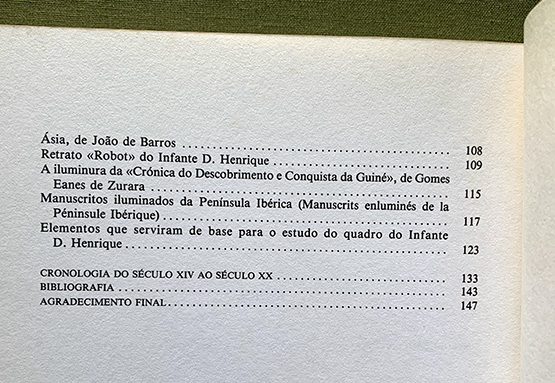 Ásia, de João de Barros ........................................ 108
Retrato «Robot» do Infante D. Henrique ........................ 109
A iluminura da «Crónica do Descobrimento e Conquista da Guiné», de Gomes
Eanes de Zurara ........................................ 115
Manuscritos iluminados da Península Ibérica (Manuscrits enluminés de la
Péninsule Ibérique) ........................................ 117
Elementos que serviram de base para o estudo do quadro do Infante
D. Henrique ........................................ 123
CRONOLOGIA DO SÉCULO XIV AO SÉCULO XX ........................ 133
BIBLIOGRAFIA ........................................ 143
AGRADECIMENTO FINAL ........................................ 147